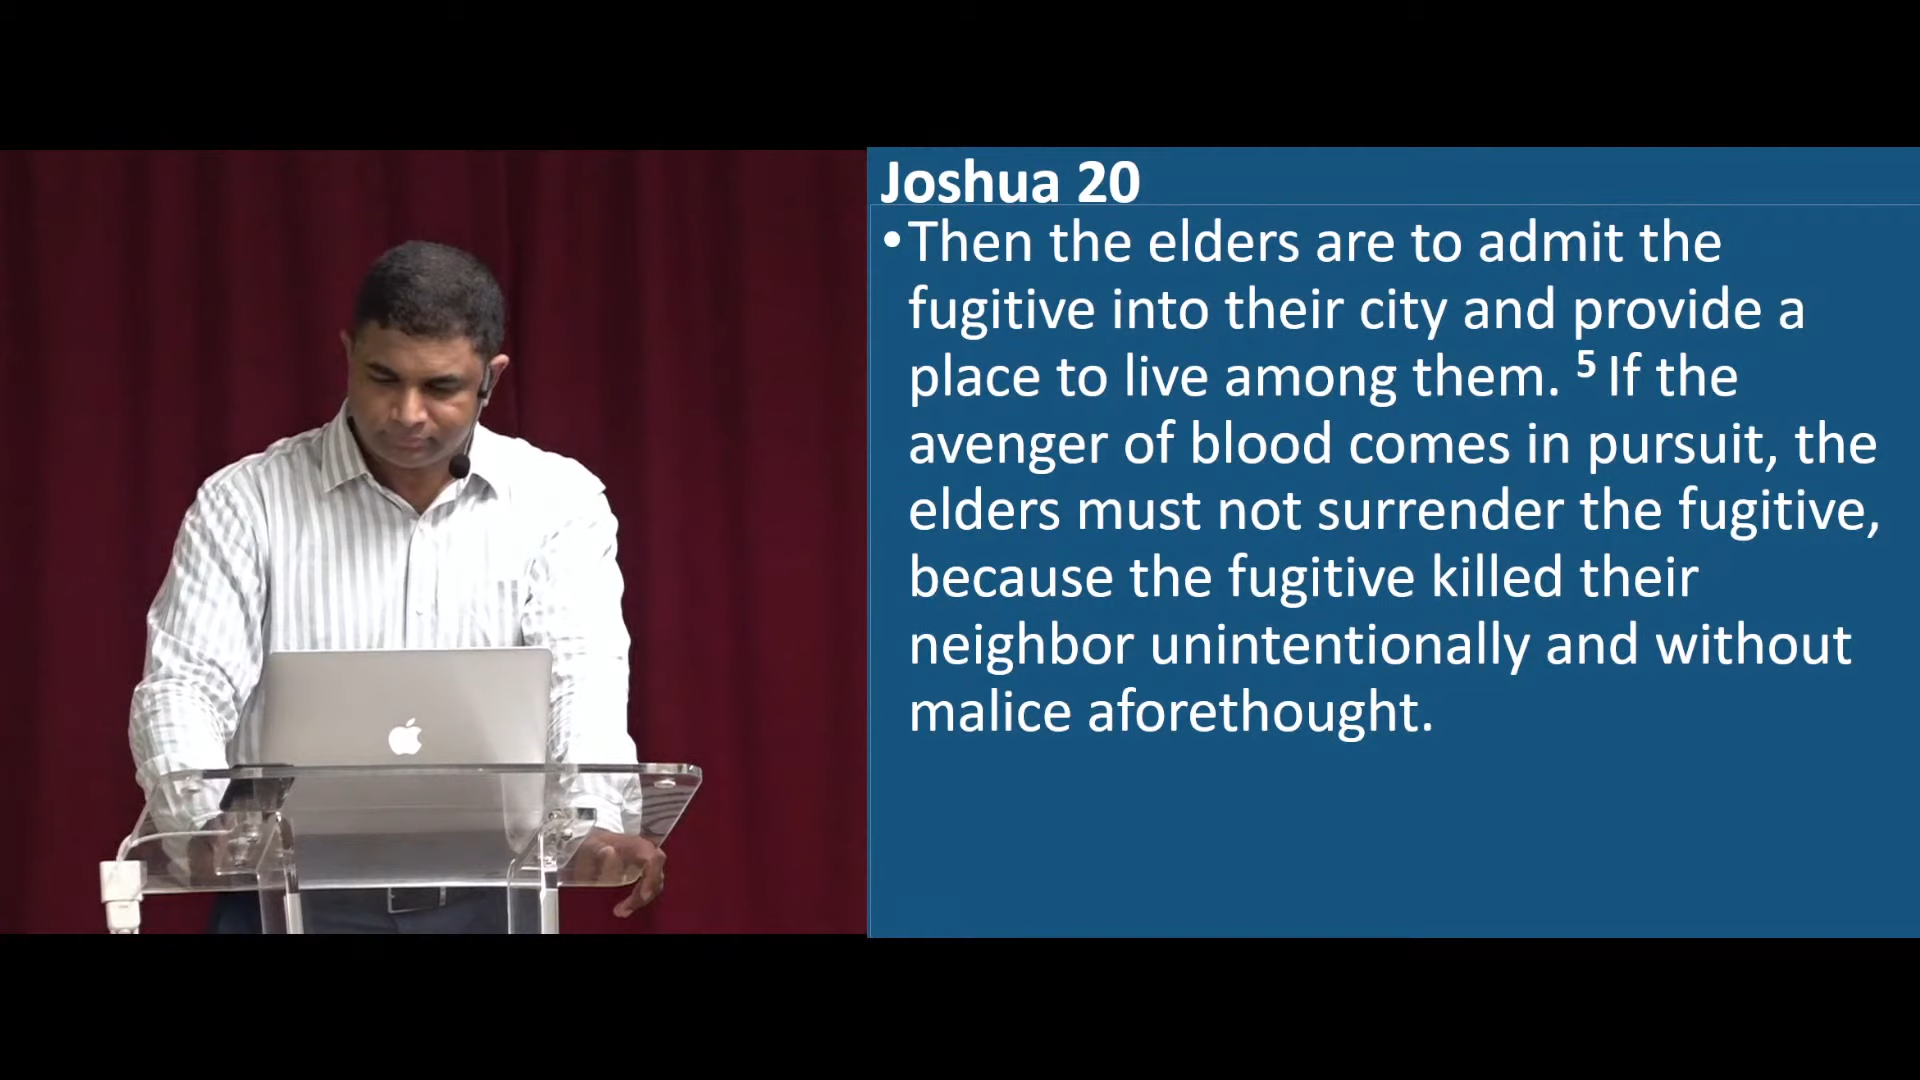 Joshua 20
•Then the elders are to admit the
fugitive into their city and provide a
place to live among them. 5 If the
avenger of blood comes in pursuit, the
elders must not surrender the fugitive,
because the fugitive killed their
neighbor unintentionally and without
malice aforethought.